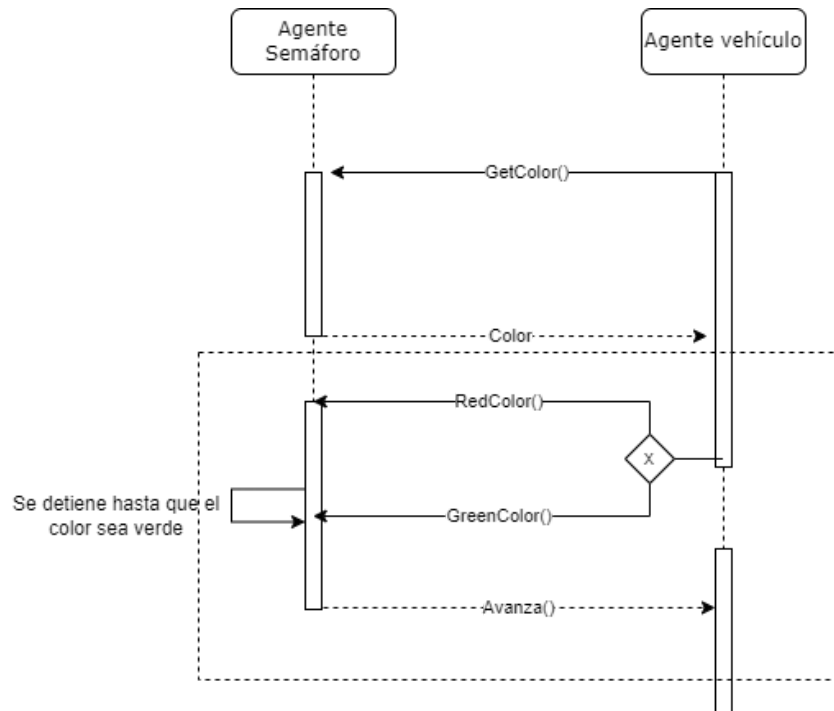 Agente
Semáforo
Agente vehículo
GetColor()
Color
RedColor()
X
Se detiene hasta que el
color sea verde
GreenColor()
Avanza()